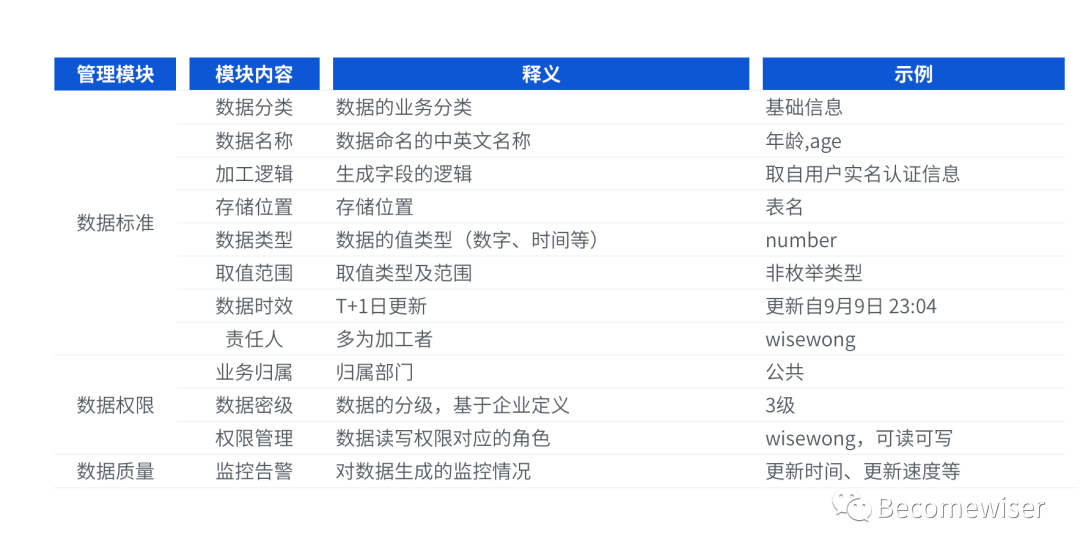 管理模块 模块内容 释义 示例
数据分类 数据的业务分类 基础信息
数据名称 数据命名的中英文名称 年龄,age
加工逻辑 生成字段的逻辑 取自用户实名认证信息
存储位置 存储位置 表名
数据标准
数据类型 数据的值类型（数字、时间等） number
取值范围 取值类型及范围 非枚举类型
数据时效 T+1日更新 更新自9月9日 23:04
责任人 多为加工者 wisewong
业务归属 归属部门 公共
数据权限 数据密级 数据的分级，基于企业定义 3级
权限管理 数据读写权限对应的角色 wisewong，可读可写
数据质量 监控告警 对数据生成的监控情况 更新时间、更新速度等
Becomewiser